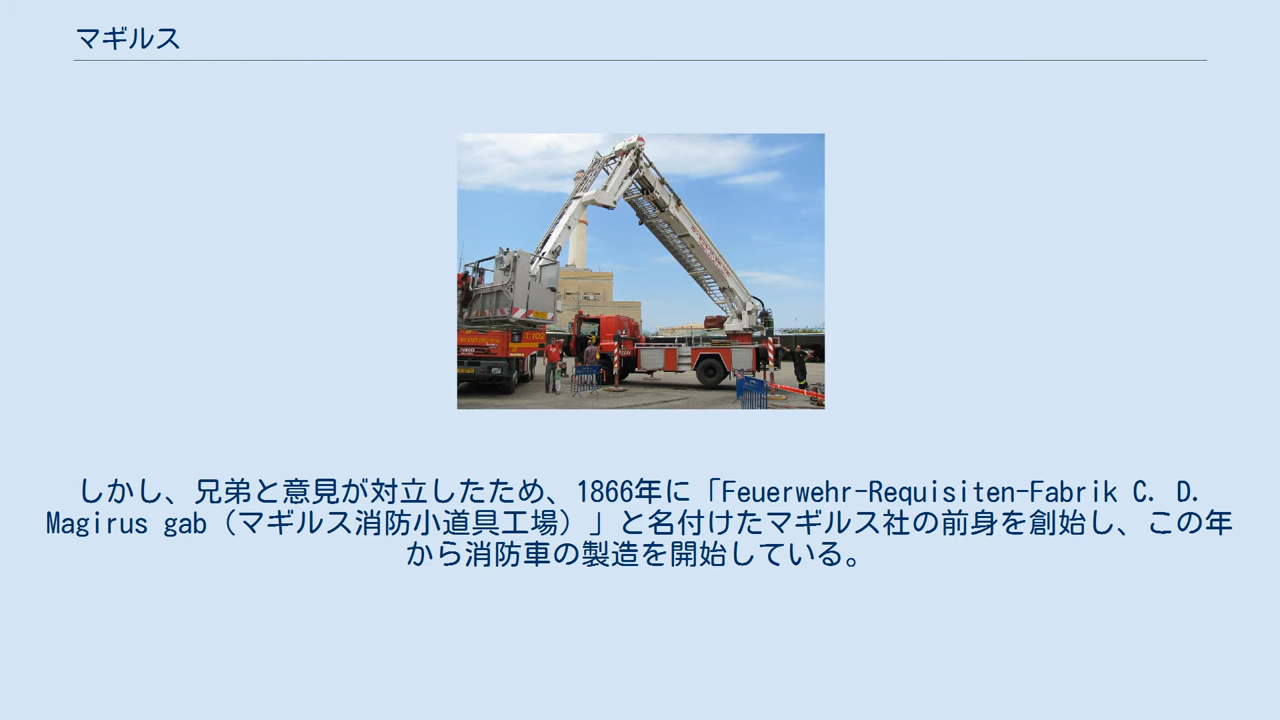 マギルス
しかし、兄弟と意見が対立したため、1866年に「Feuerwehr-Requisiten-Fabrik C. D.
Magirus gab（マギルス消防小道具工場）」と名付けたマギルス社の前身を創始し、この年
から消防車の製造を開始している。
102